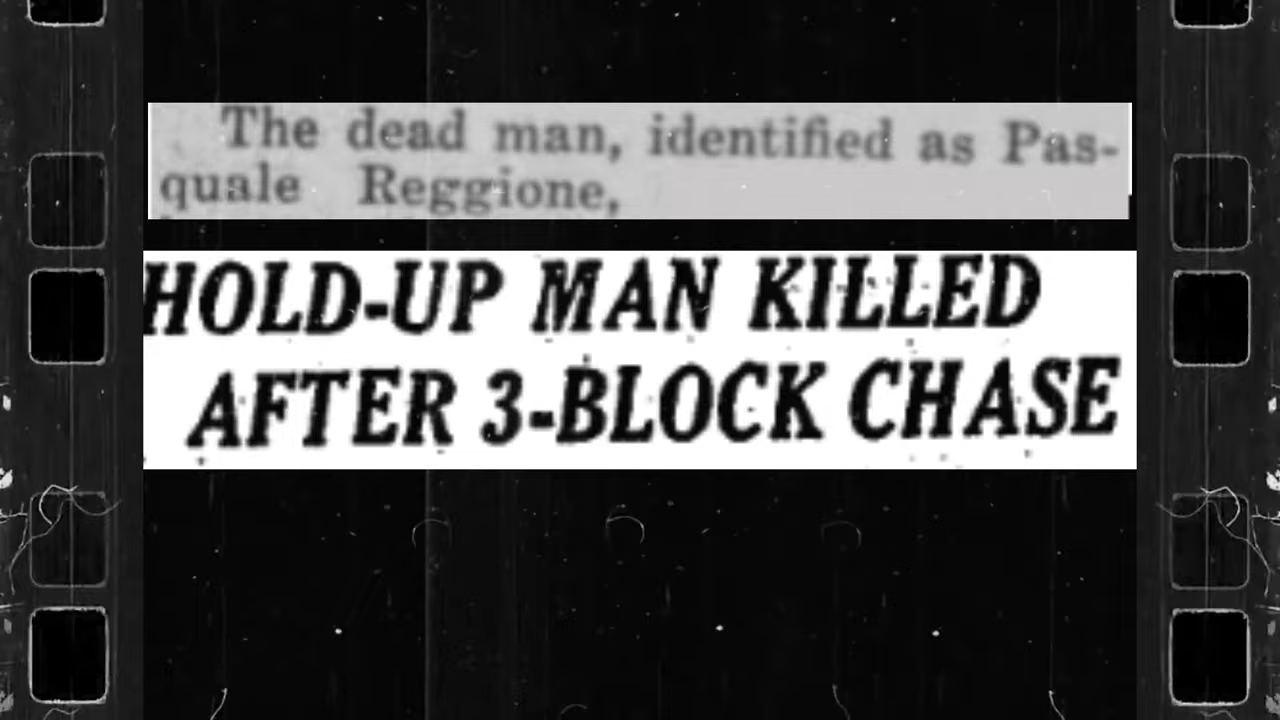 The dead man, identified as Pas-
quale Reggione,
HOLD-UP MAN KILLED
AFTER 3-BLOCK CHASE